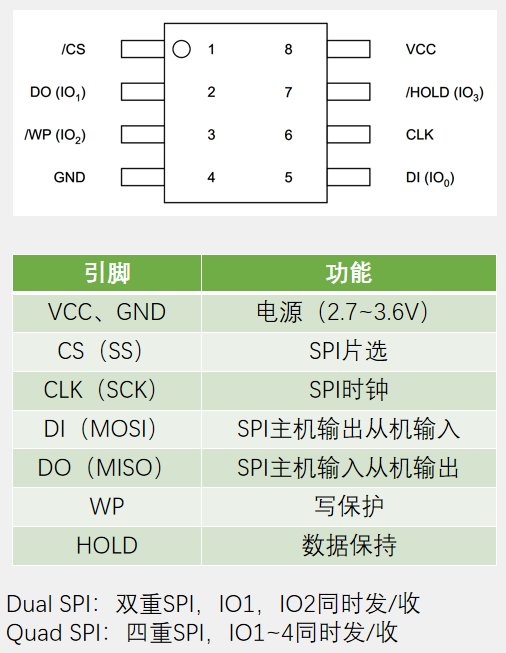 /CS 1 8 VCC
DO (IO₁) 2 7 /HOLD (IO₃)
/WP (IO₂) 3 6 CLK
GND 4 5 DI (IO₀)
引脚 功能
VCC、GND 电源（2.7~3.6V）
CS（SS） SPI片选
CLK（SCK） SPI时钟
DI（MOSI） SPI主机输出从机输入
DO（MISO） SPI主机输入从机输出
WP 写保护
HOLD 数据保持
Dual SPI：双重SPI，IO1，IO2同时发/收
Quad SPI：四重SPI，IO1~4同时发/收